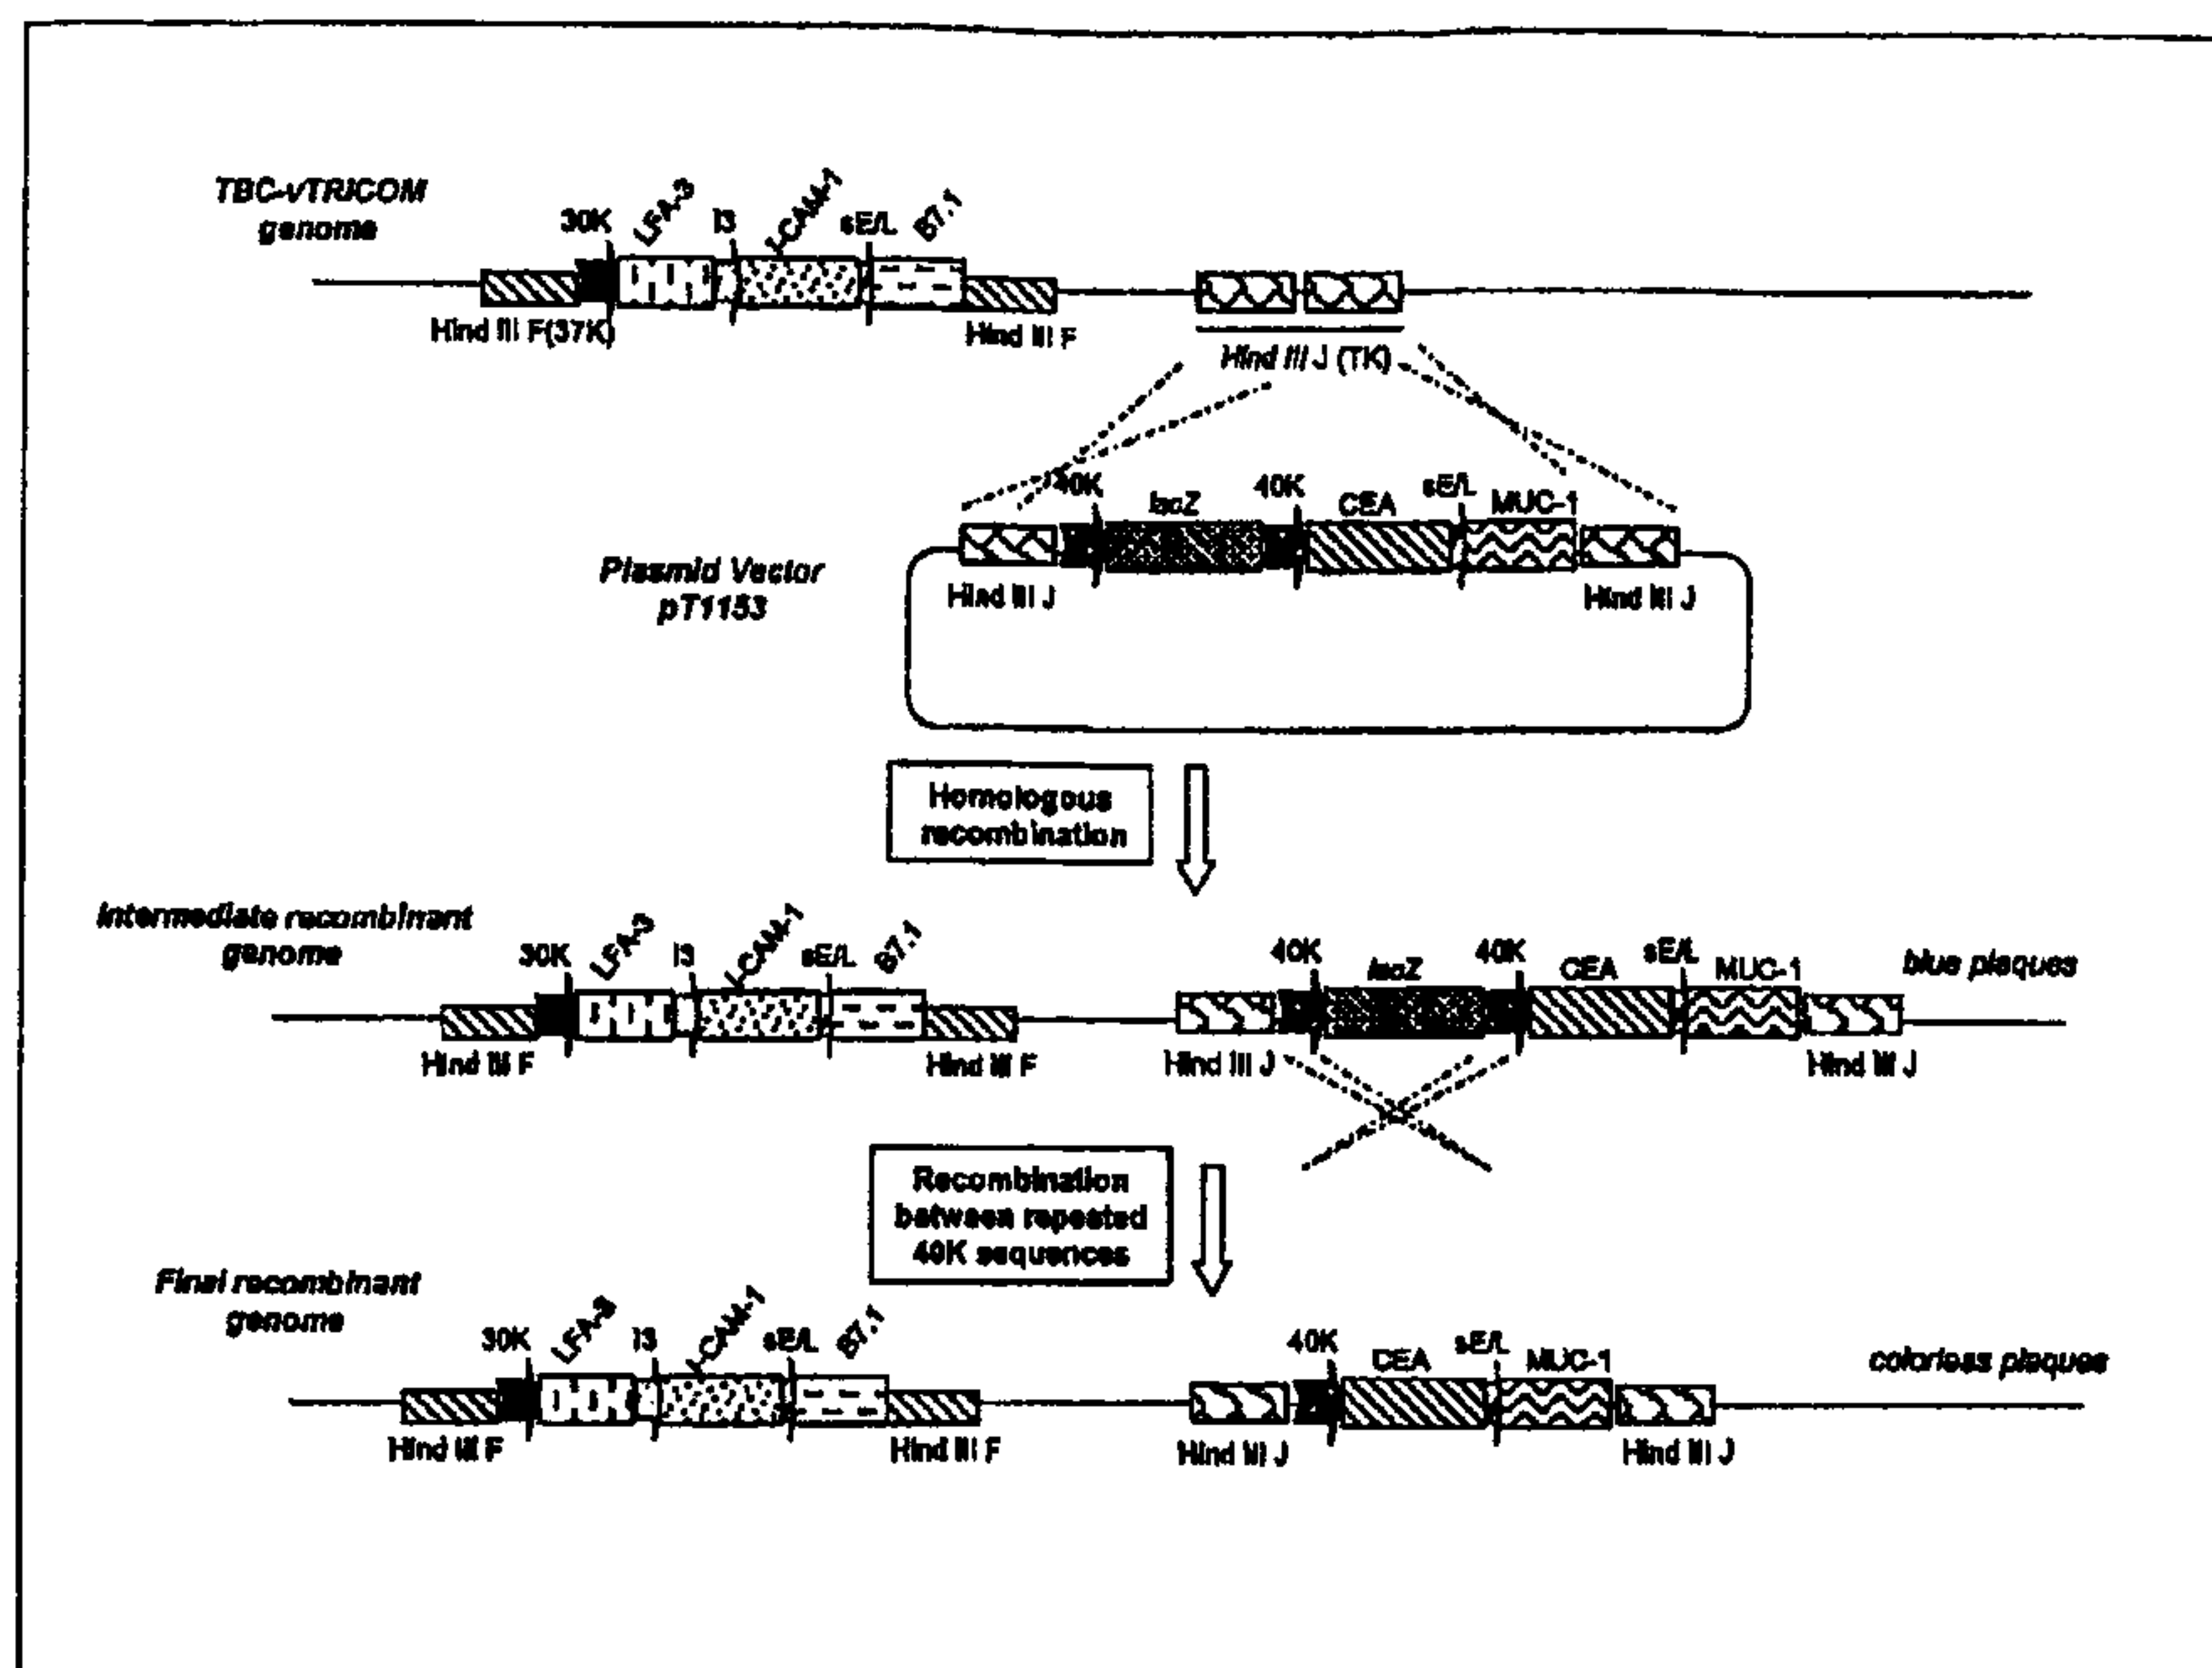 TBC-vTRICOM
genome
30K LFA-3 I3 I-CAM-1 sE/L B7.1
Hind III F(37K)
Hind III F
Hind III J (TK)
40K lacZ 40K CEA sE/L MUC-1
Plasmid Vector
pT1153
Hind III J
Hind III J
Homologous
recombination
Intermediate recombinant
genome
30K LFA-3 I3 I-CAM-1 sE/L B7.1
40K lacZ 40K CEA sE/L MUC-1
blue plaques
Hind III F
Hind III F
Hind III J
Hind III J
Recombination
between repeated
40K sequences
Final recombinant
genome
30K LFA-3 I3 I-CAM-1 sE/L B7.1
40K CEA sE/L MUC-1
colorless plaques
Hind III F
Hind III F
Hind III J
Hind III J